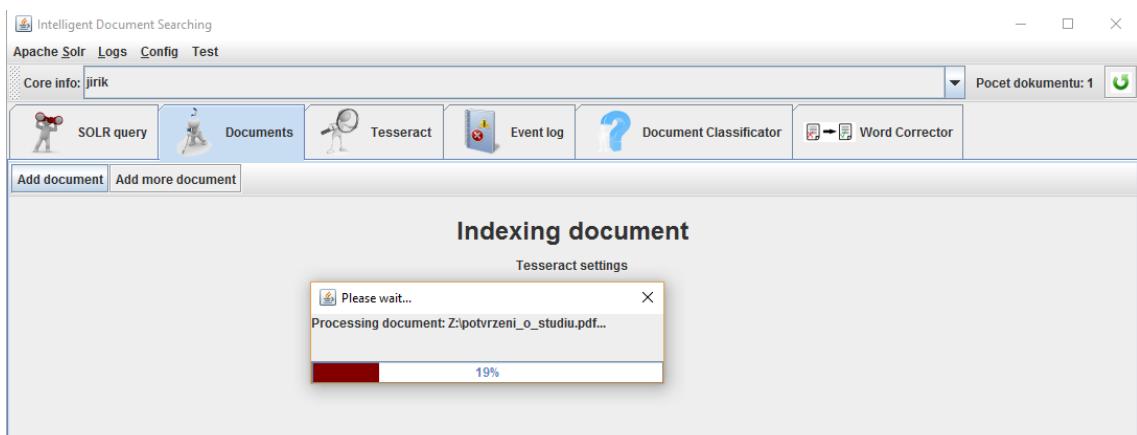 Intelligent Document Searching
Apache Solr Logs Config Test
Core info: jirik Pocet dokumentu: 1
SOLR query Documents Tesseract Event log Document Classificator Word Corrector
Add document Add more document
Indexing document
Tesseract settings
Please wait...
Processing document: Z:\potvrzeni_o_studiu.pdf...
19%